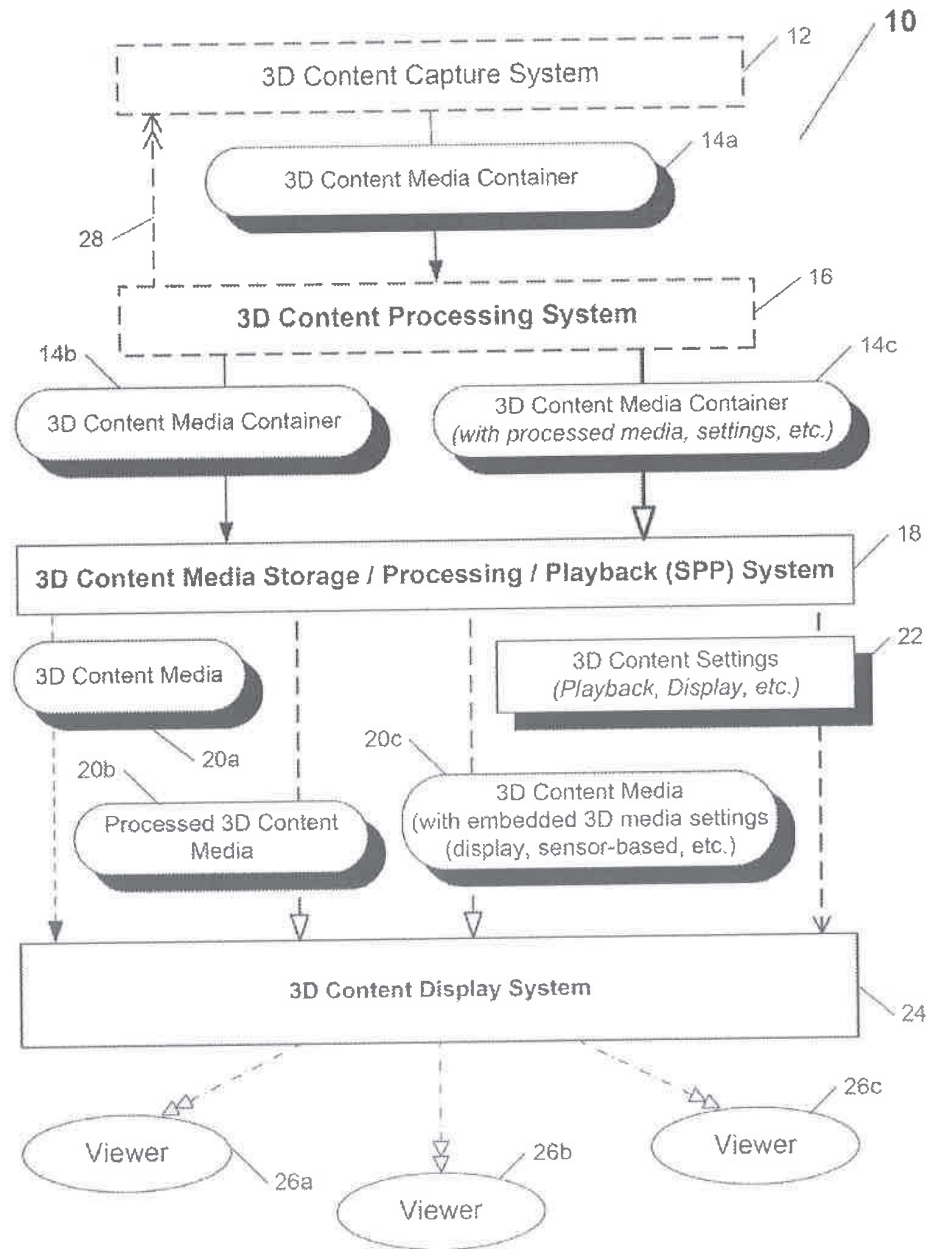 10
12
3D Content Capture System
14a
3D Content Media Container
28
16
3D Content Processing System
14b
14c
3D Content Media Container
3D Content Media Container
(with processed media, settings, etc.)
18
3D Content Media Storage / Processing / Playback (SPP) System
22
3D Content Media
3D Content Settings
(Playback, Display, etc.)
20a
20c
20b
3D Content Media
(with embedded 3D media settings
(display, sensor-based, etc.)
Processed 3D Content
Media
3D Content Display System
24
26c
Viewer
Viewer
26b
26a
Viewer